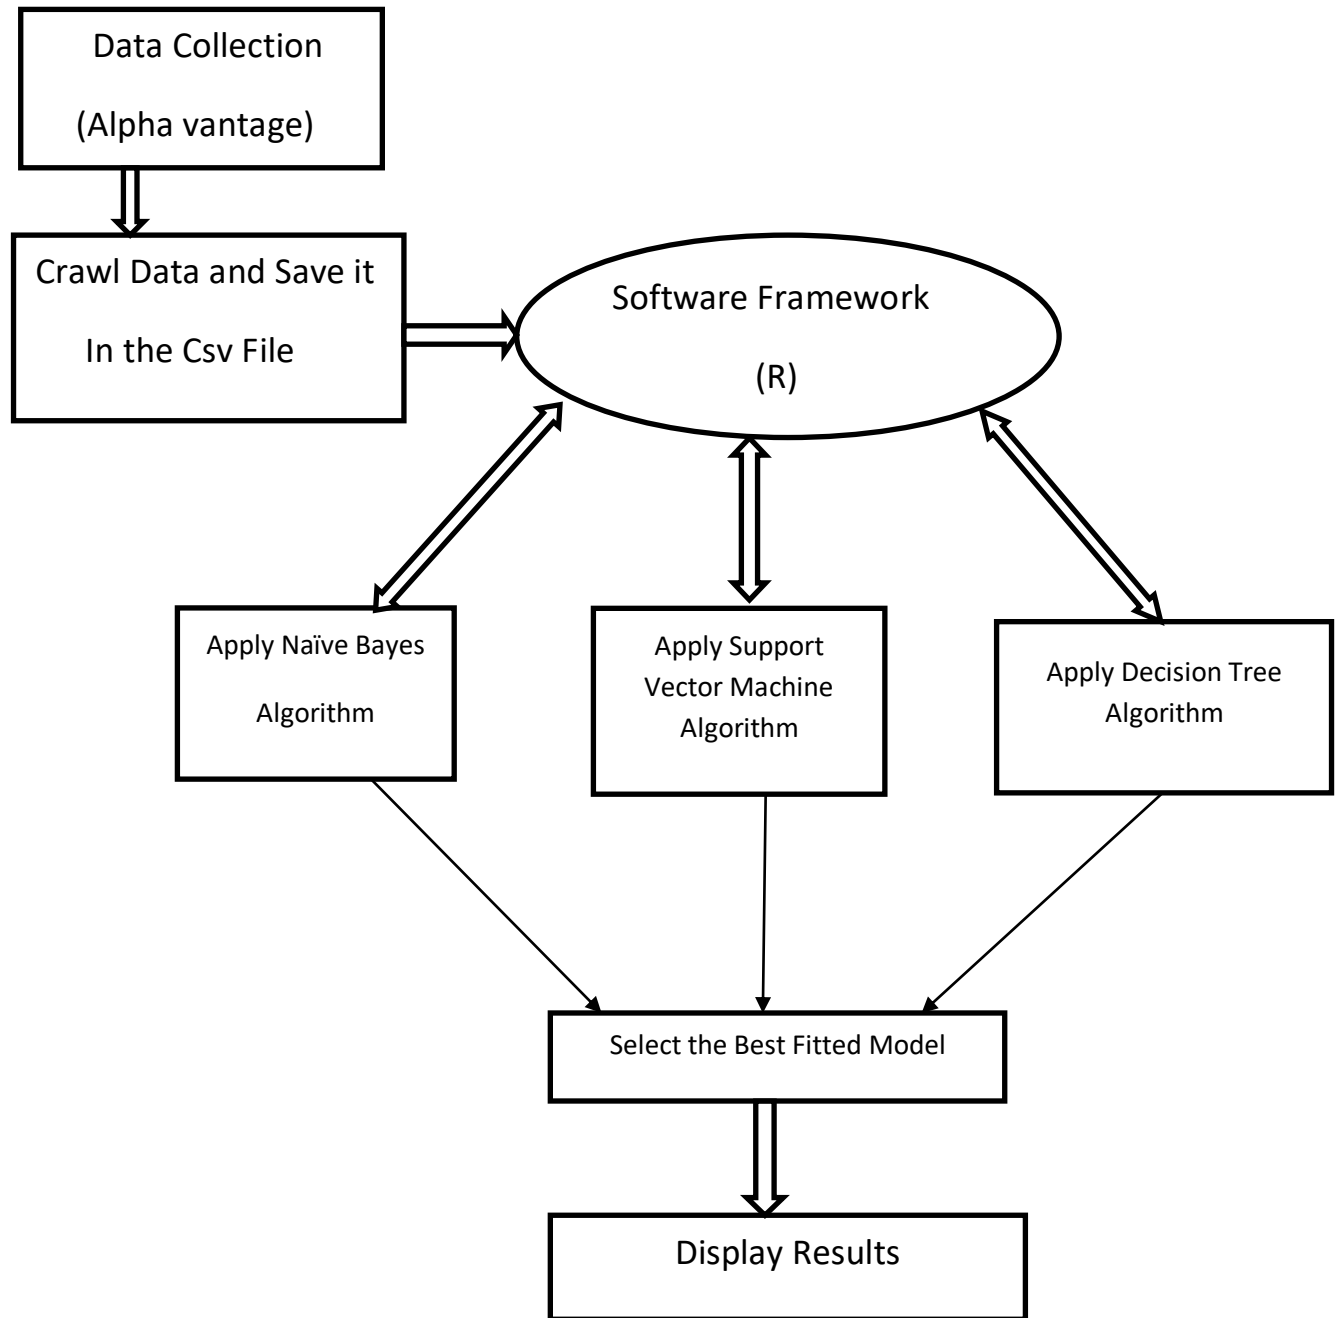 Data Collection
(Alpha vantage)
Crawl Data and Save it
In the Csv File
Software Framework
(R)
Apply Naïve Bayes
Algorithm
Apply Support
Vector Machine
Algorithm
Apply Decision Tree
Algorithm
Select the Best Fitted Model
Display Results